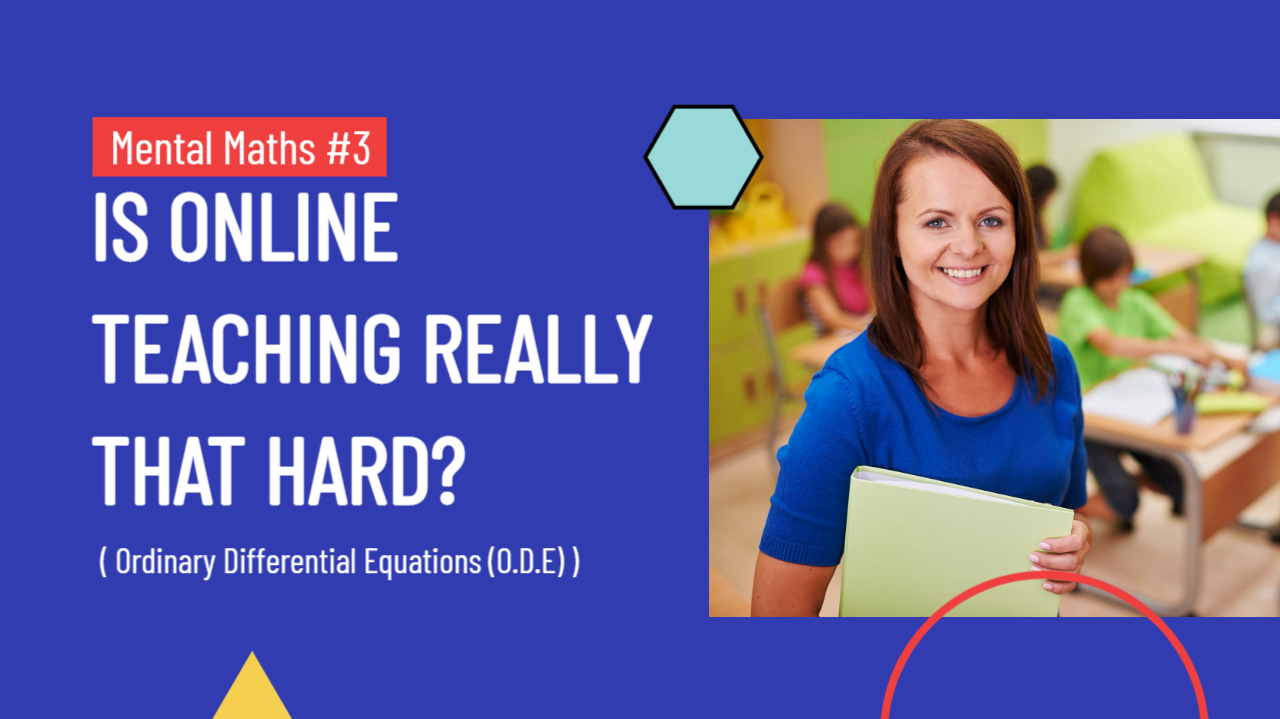 Mental Maths #3
IS ONLINE
TEACHING REALLY
THAT HARD?
( Ordinary Differential Equations (O.D.E) )